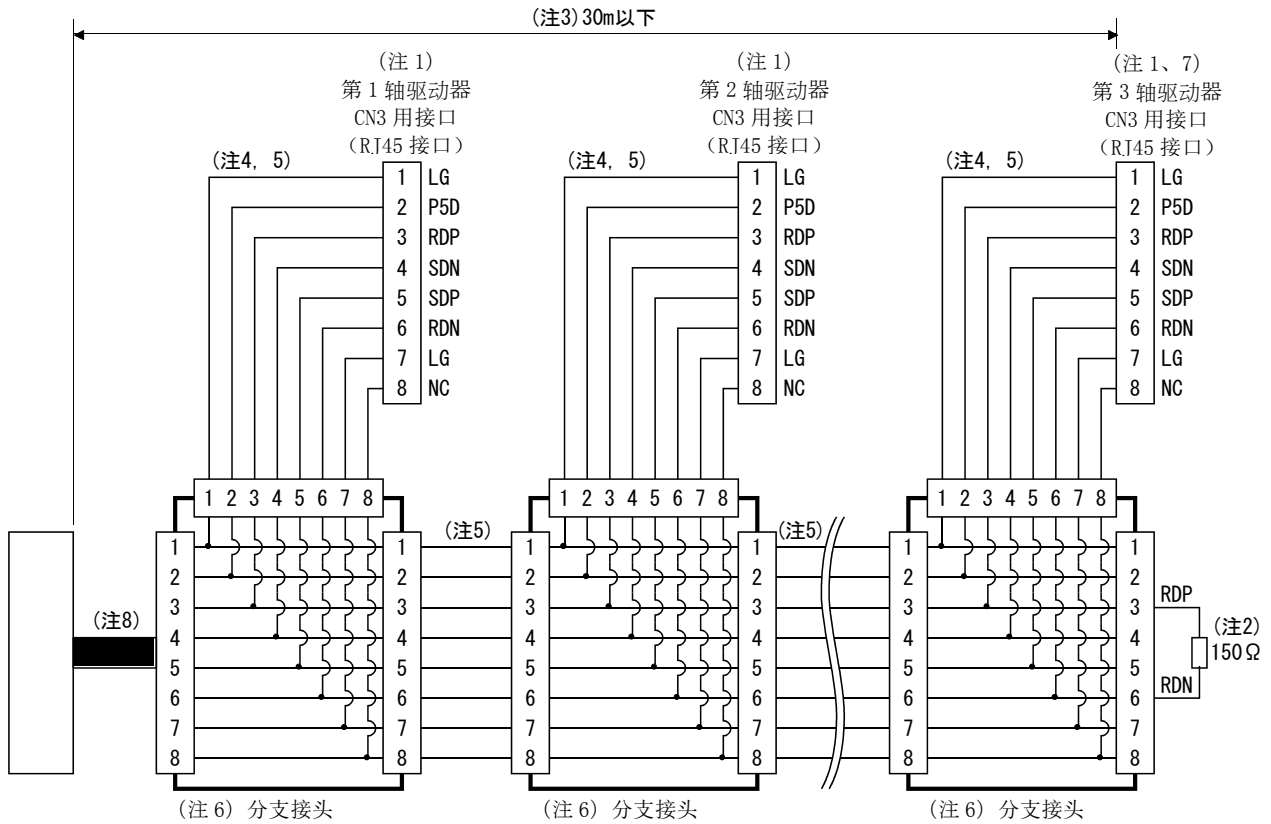 (注3)30m以下
(注 1)
第 1 轴驱动器
CN3 用接口
（RJ45 接口）
(注 1)
第 2 轴驱动器
CN3 用接口
（RJ45 接口）
(注 1、7)
第 3 轴驱动器
CN3 用接口
（RJ45 接口）
(注4, 5)
1 LG
2 P5D
3 RDP
4 SDN
5 SDP
6 RDN
7 LG
8 NC
(注4, 5)
1 LG
2 P5D
3 RDP
4 SDN
5 SDP
6 RDN
7 LG
8 NC
(注4, 5)
1 LG
2 P5D
3 RDP
4 SDN
5 SDP
6 RDN
7 LG
8 NC
1 2 3 4 5 6 7 8
1 2 3 4 5 6 7 8
1 2 3 4 5 6 7 8
(注8)
1
2
3
4
5
6
7
8
1
2
3
4
5
6
7
8
(注5)
1
2
3
4
5
6
7
8
1
2
3
4
5
6
7
8
(注5)
1
2
3
4
5
6
7
8
1
2
3
4
5
6
7
8
RDP
(注2)
150Ω
RDN
(注 6) 分支接头
(注 6) 分支接头
(注 6) 分支接头